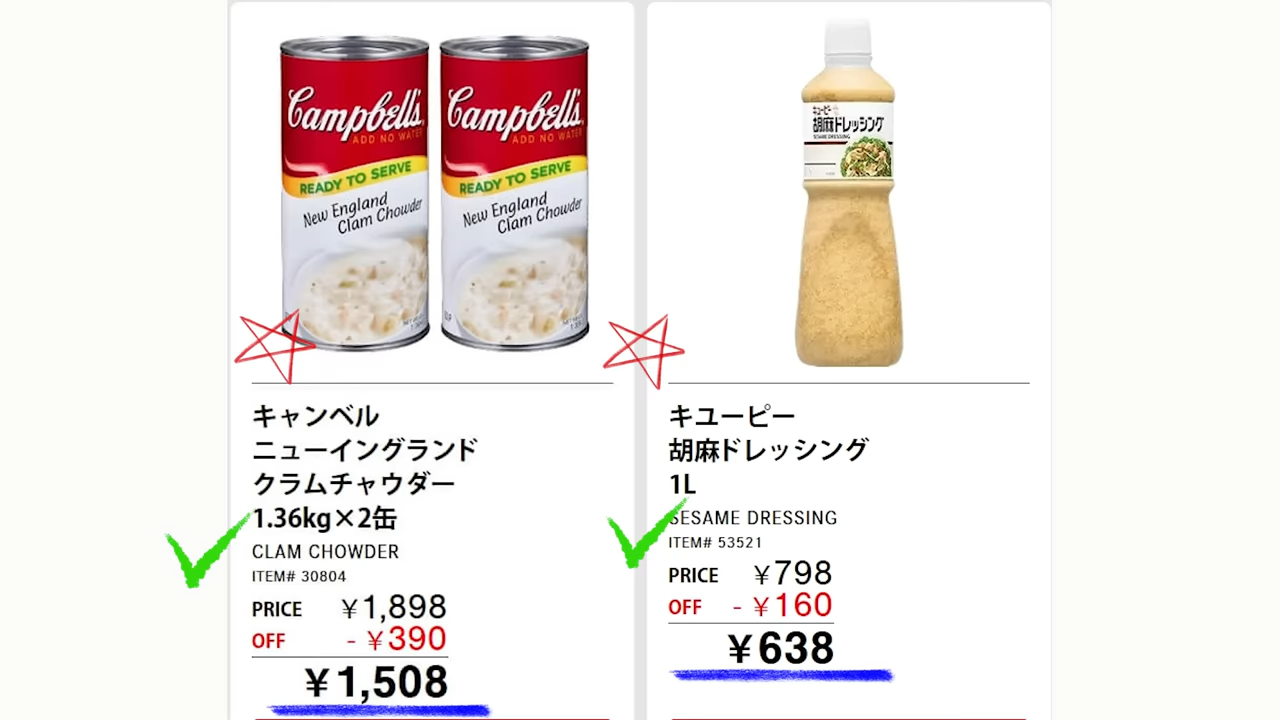 Campbell's
ADD NO WATER
READY TO SERVE
New England
Clam Chowder
Campbell's
ADD NO WATER
READY TO SERVE
New England
Clam Chowder
キャンベル
ニューイングランド
クラムチャウダー
1.36kg×2缶
CLAM CHOWDER
ITEM# 30804
PRICE ¥1,898
OFF - ¥390
¥1,508
キユーピー
胡麻ドレッシング
SESAME DRESSING
キユーピー
胡麻ドレッシング
1L
SESAME DRESSING
ITEM# 53521
PRICE ¥798
OFF - ¥160
¥638